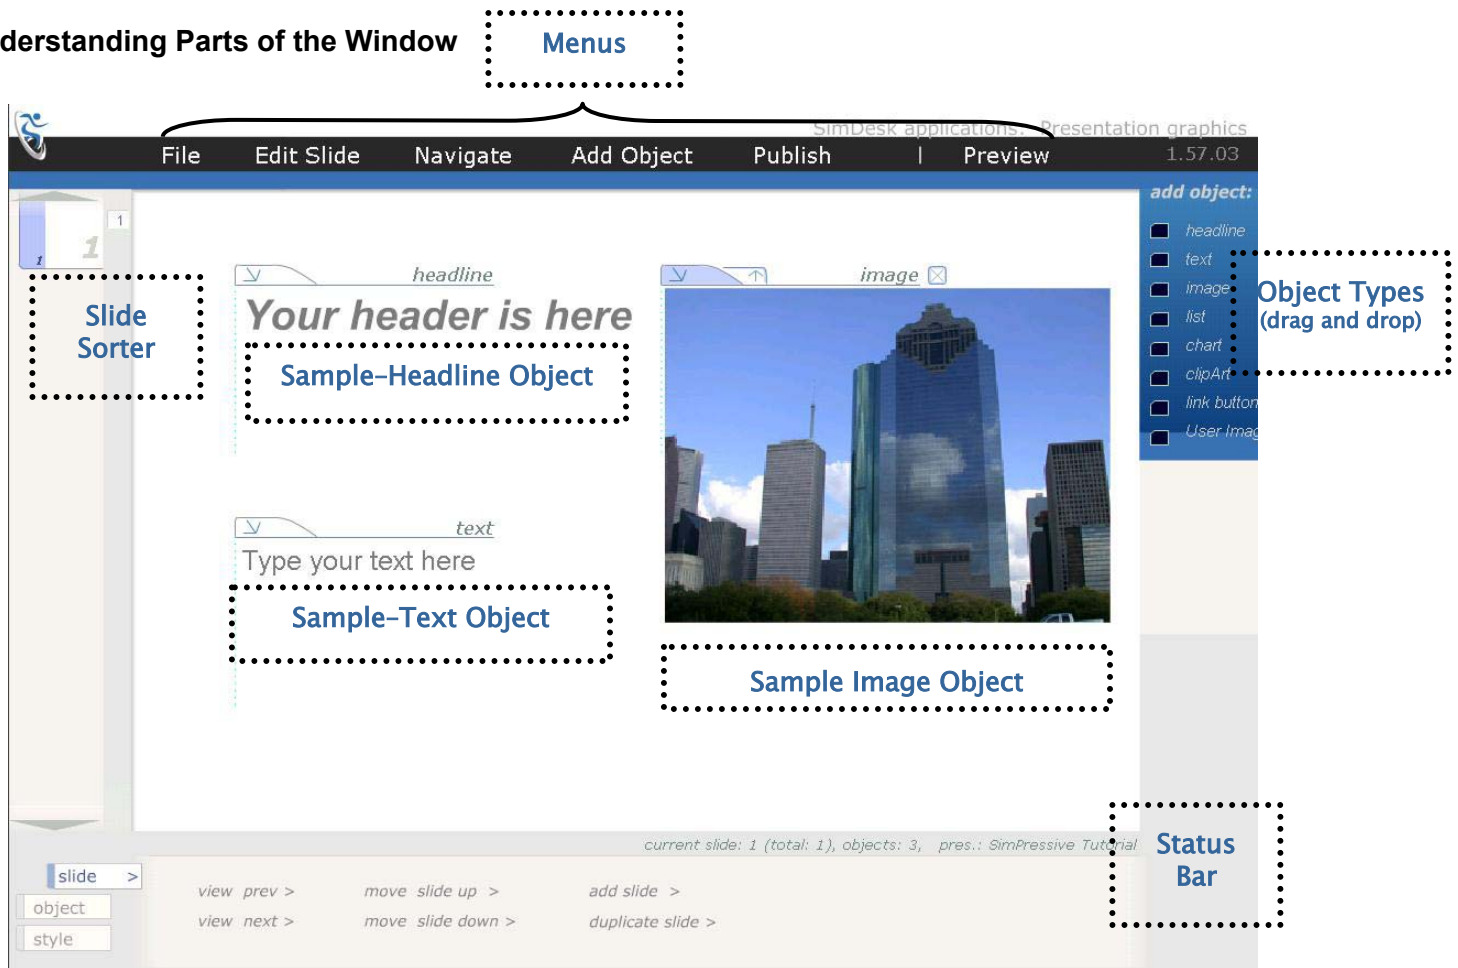 derstanding Parts of the Window
Menus
SimDesk applications: Presentation graphics
File Edit Slide Navigate Add Object Publish | Preview 1.57.03
add object:
headline
text
image
list
chart
clipArt
link button
User Imag
Object Types
(drag and drop)
1
1
1
Slide
Sorter
headline
Your header is here
Sample-Headline Object
image
text
Type your text here
Sample-Text Object
Sample Image Object
current slide: 1 (total: 1), objects: 3, pres.: SimPressive Tutorial
Status
Bar
slide >
object
style
view prev > move slide up > add slide >
view next > move slide down > duplicate slide >